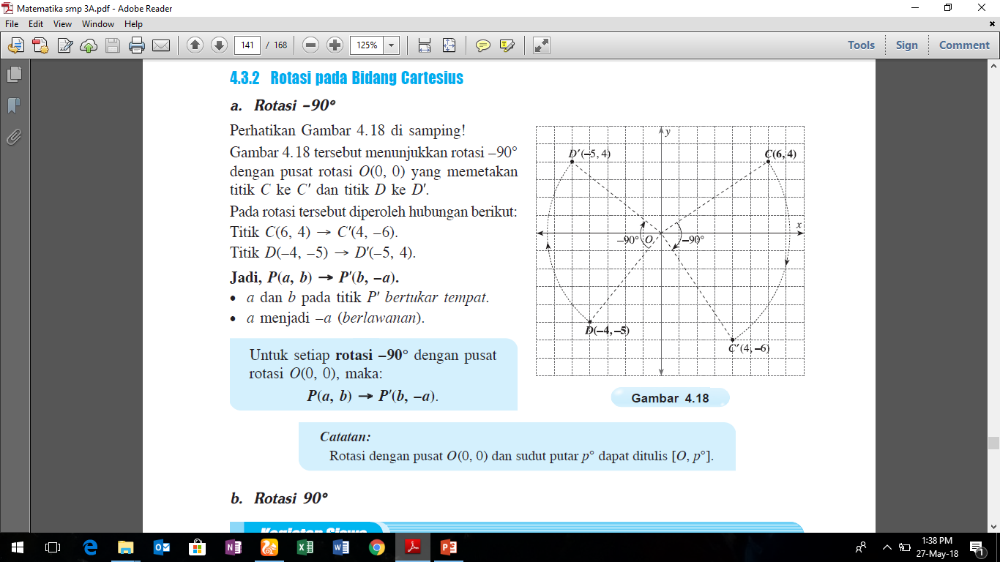 Matematika smp 3A.pdf - Adobe Reader
File Edit View Window Help
141 / 168 125% Tools Sign Comment
4.3.2 Rotasi pada Bidang Cartesius
a. Rotasi –90°
Perhatikan Gambar 4.18 di samping!
Gambar 4.18 tersebut menunjukkan rotasi –90°
dengan pusat rotasi O(0, 0) yang memetakan
titik C ke C′ dan titik D ke D′.
Pada rotasi tersebut diperoleh hubungan berikut:
Titik C(6, 4) → C′(4, –6).
Titik D(–4, –5) → D′(–5, 4).
Jadi, P(a, b) → P′(b, –a).
• a dan b pada titik P′ bertukar tempat.
• a menjadi –a (berlawanan).
Untuk setiap rotasi –90° dengan pusat
rotasi O(0, 0), maka:
P(a, b) → P′(b, –a).
y
D′(–5, 4) C(6, 4)
x
–90° O –90°
D(–4, –5)
C′(4, –6)
Gambar 4.18
Catatan:
Rotasi dengan pusat O(0, 0) dan sudut putar p° dapat ditulis [O, p°].
b. Rotasi 90°
Kegiatan Siswa
1:38 PM
27-May-18
1